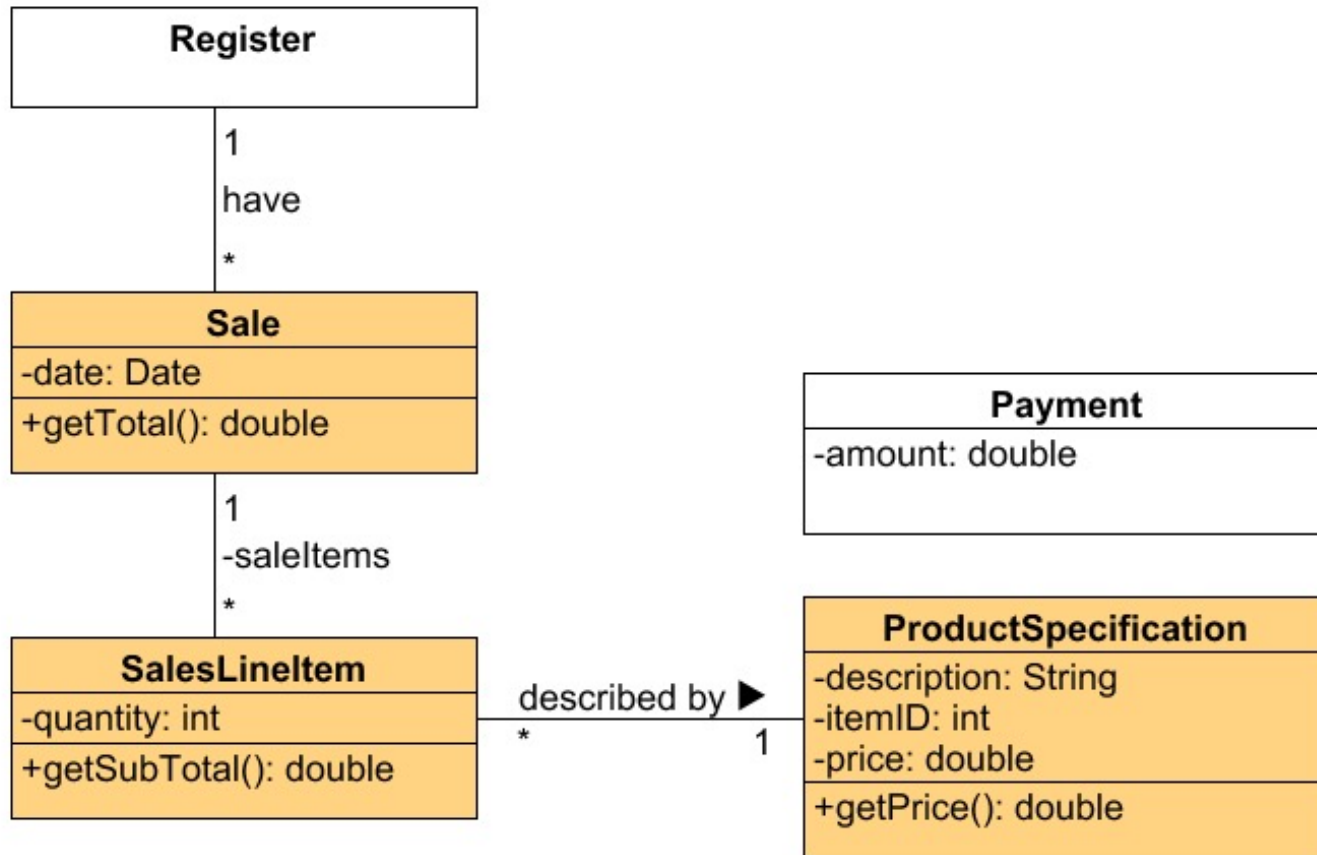 Register
1
have
*
Sale
-date: Date
+getTotal(): double
1
-saleItems
*
SalesLineItem
-quantity: int
+getSubTotal(): double
described by ▶
* 1
Payment
-amount: double
ProductSpecification
-description: String
-itemID: int
-price: double
+getPrice(): double